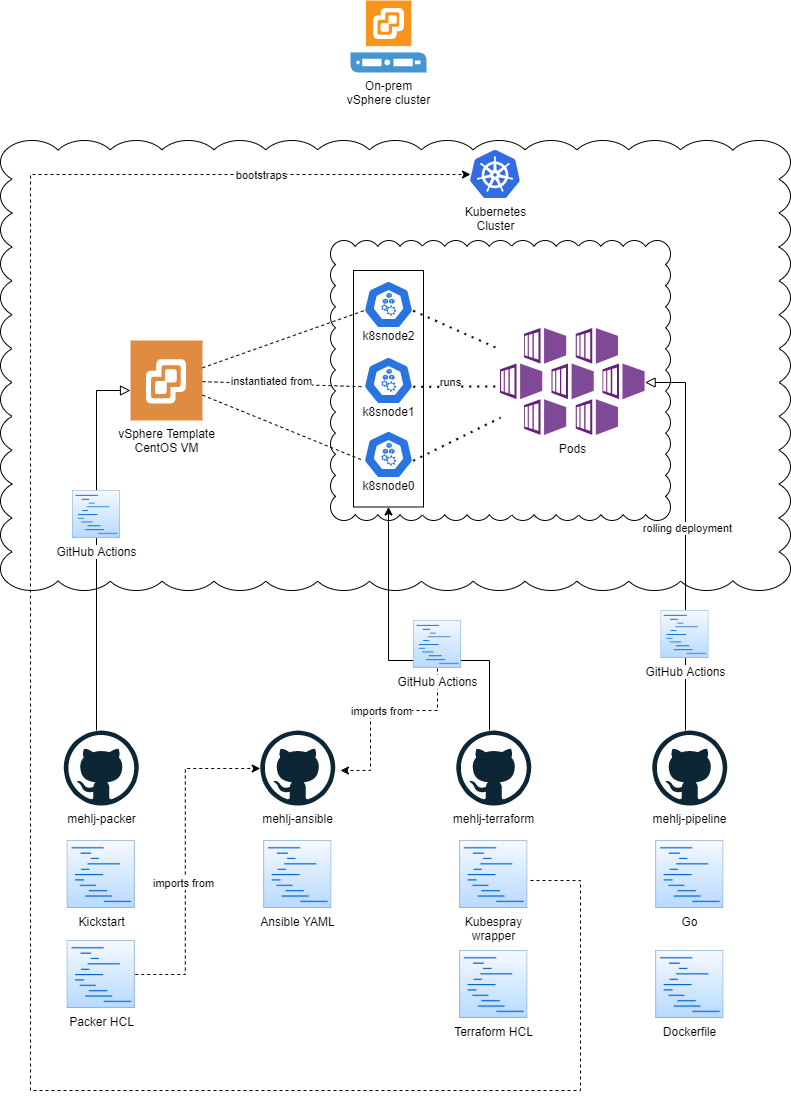 On-prem
vSphere cluster
bootstraps
Kubernetes
Cluster
k8snode2
instantiated from
k8snode1
runs
k8snode0
vSphere Template
CentOS VM
Pods
GitHub Actions
rolling deployment
GitHub Actions
GitHub Actions
imports from
mehlj-packer
mehlj-ansible
mehlj-terraform
mehlj-pipeline
imports from
Kickstart
Ansible YAML
Kubespray
wrapper
Go
Packer HCL
Terraform HCL
Dockerfile